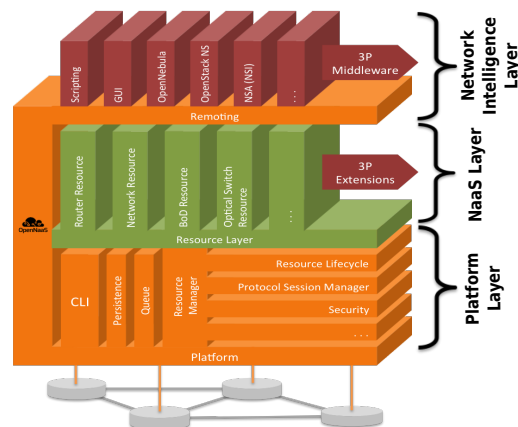 Scripting
GUI
OpenNebula
OpenStack NS
NSA (NSI)
. . .
3P
Middleware
Network
Intelligence
Layer
Remoting
Router Resource
Network Resource
BoD Resource
Optical Switch
Resource
. . .
3P
Extensions
NaaS Layer
OpenNaaS
Resource Layer
CLI
Persistence
Queue
Resource
Manager
Resource Lifecycle
Protocol Session Manager
Security
. . .
Platform
Layer
Platform